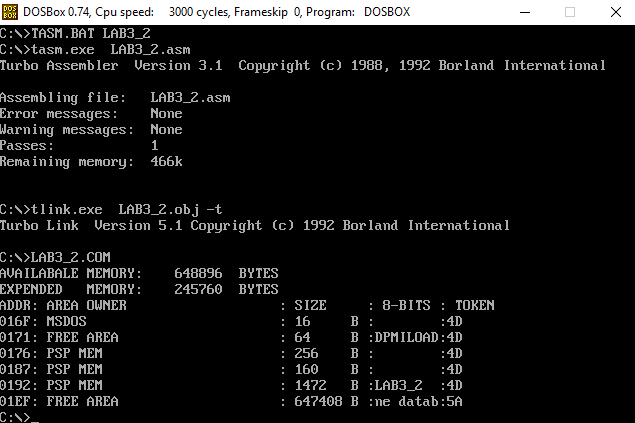 DOSBox 0.74, Cpu speed: 3000 cycles, Frameskip 0, Program: DOSBOX
C:\>TASM.BAT LAB3_2
C:\>tasm.exe LAB3_2.asm
Turbo Assembler Version 3.1 Copyright (c) 1988, 1992 Borland International
Assembling file: LAB3_2.asm
Error messages: None
Warning messages: None
Passes: 1
Remaining memory: 466k
C:\>tlink.exe LAB3_2.obj -t
Turbo Link Version 5.1 Copyright (c) 1992 Borland International
C:\>LAB3_2.COM
AVAILABALE MEMORY: 648896 BYTES
EXPENDED MEMORY: 245760 BYTES
ADDR: AREA OWNER : SIZE : 8-BITS : TOKEN
016F: MSDOS : 16 B : :4D
0171: FREE AREA : 64 B :DPMILOAD:4D
0176: PSP MEM : 256 B : :4D
0187: PSP MEM : 160 B : :4D
0192: PSP MEM : 1472 B :LAB3_2 :4D
01EF: FREE AREA : 647408 B :ne datab:5A
C:\>_